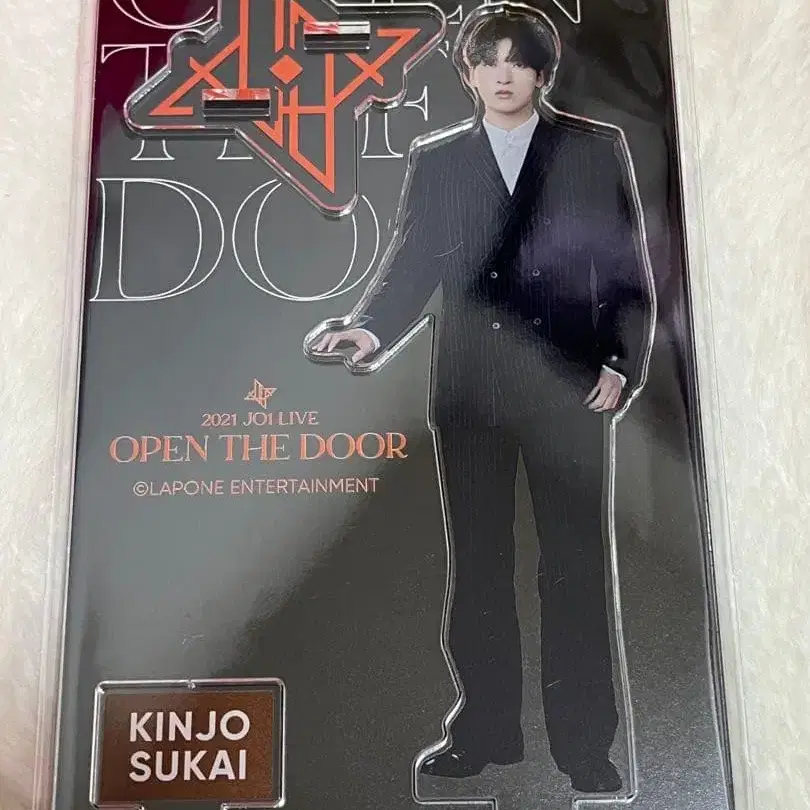 OPEN
THE
DOOR
2021 JO1 LIVE
OPEN THE DOOR
©LAPONE ENTERTAINMENT
KINJO
SUKAI